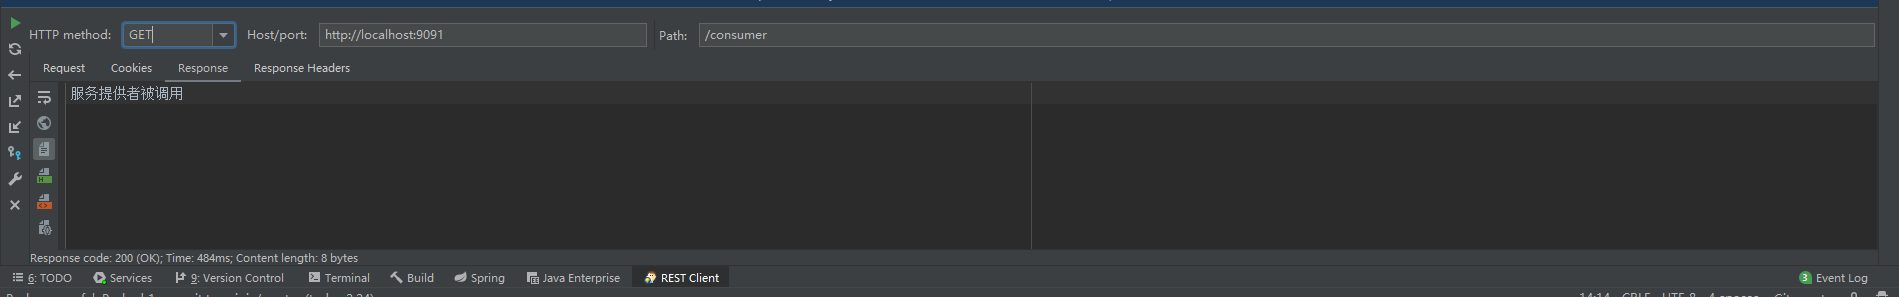 HTTP method: GET Host/port: http://localhost:9091 Path: /consumer
Request Cookies Response Response Headers
服务提供者被调用
Response code: 200 (OK); Time: 484ms; Content length: 8 bytes
6: TODO Services 9: Version Control Terminal Build Spring Java Enterprise REST Client 3 Event Log